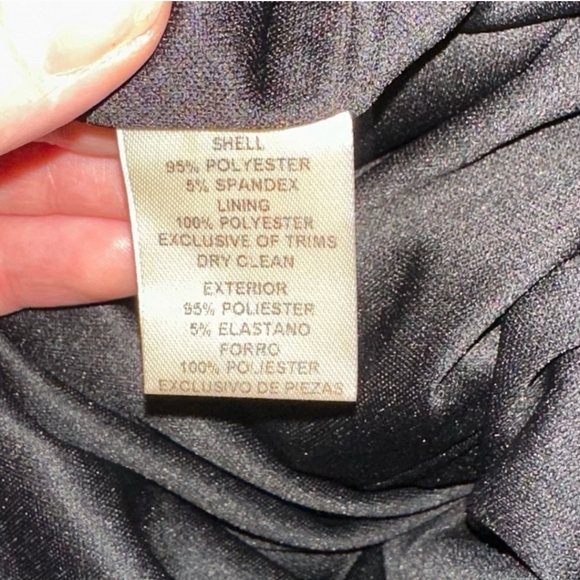 SHELL
95% POLYESTER
5% SPANDEX
LINING
100% POLYESTER
EXCLUSIVE OF TRIMS
DRY CLEAN
EXTERIOR
95% POLIESTER
5% ELASTANO
FORRO
100% POLIESTER
EXCLUSIVO DE PIEZAS